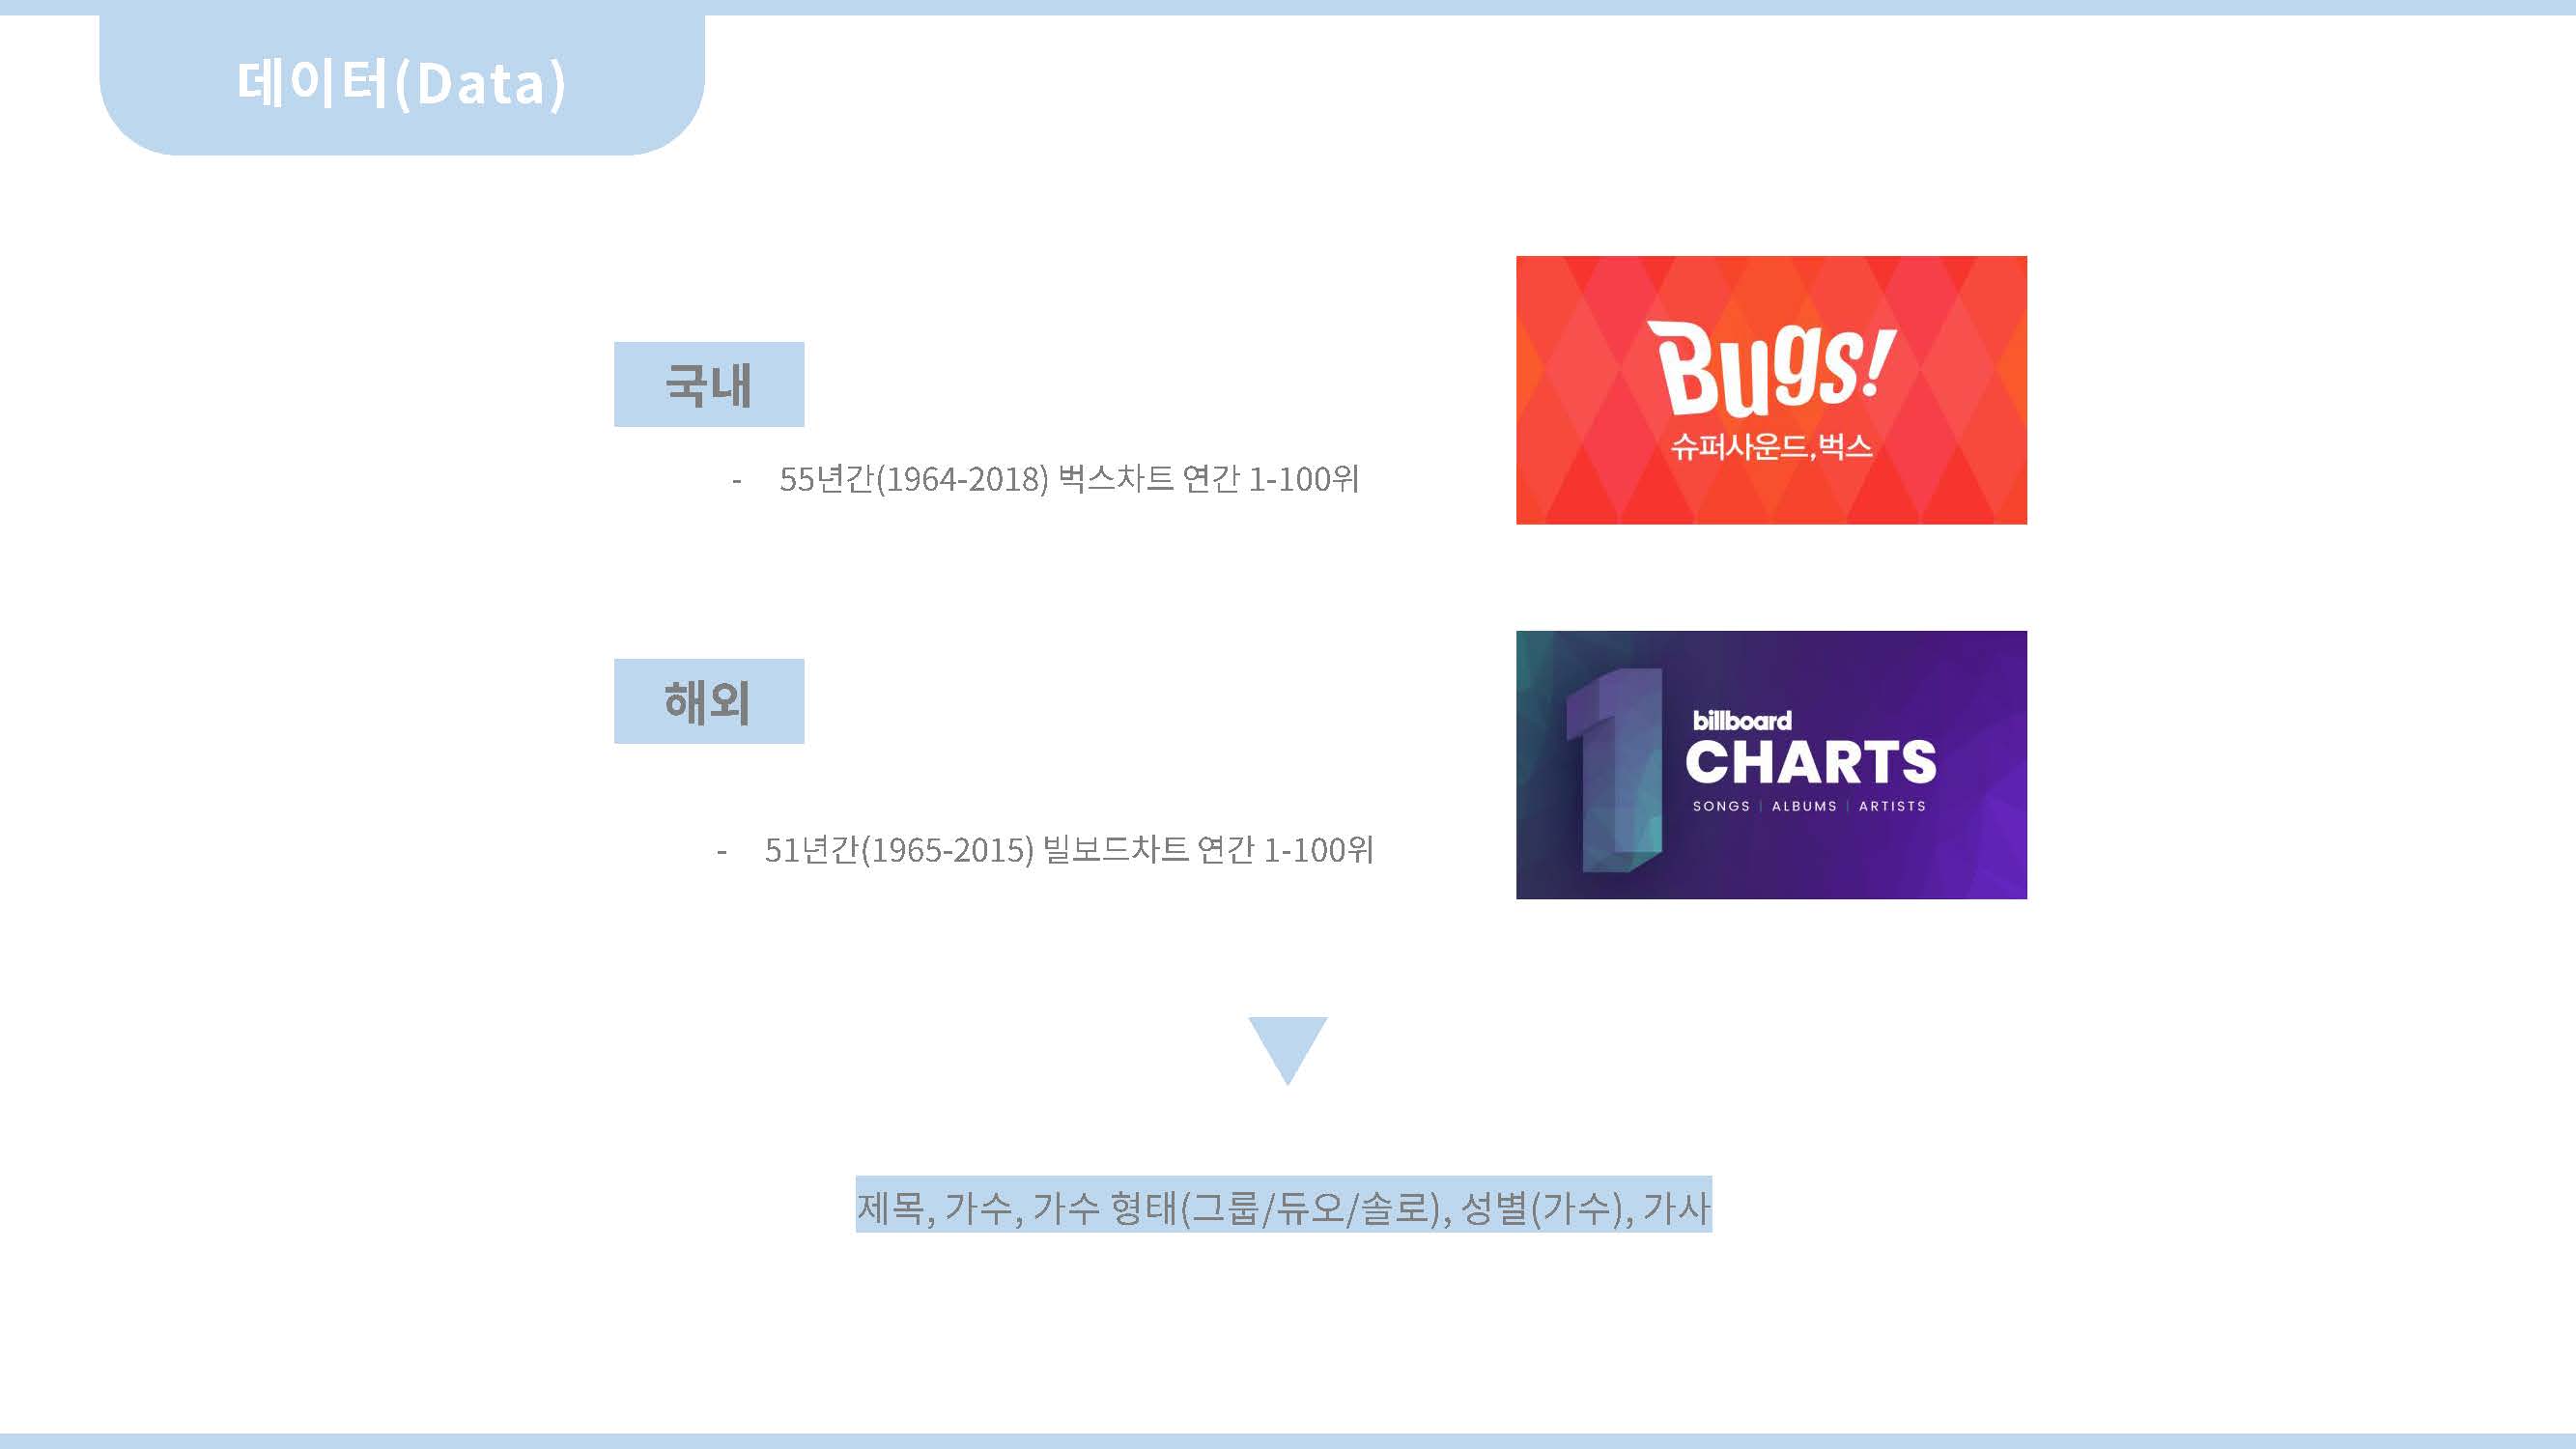 데이터(Data)
국내
- 55년간(1964-2018) 벅스차트 연간 1-100위
Bugs!
슈퍼사운드,벅스
해외
- 51년간(1965-2015) 빌보드차트 연간 1-100위
1
billboard
CHARTS
SONGS | ALBUMS | ARTISTS
제목, 가수, 가수 형태(그룹/듀오/솔로), 성별(가수), 가사